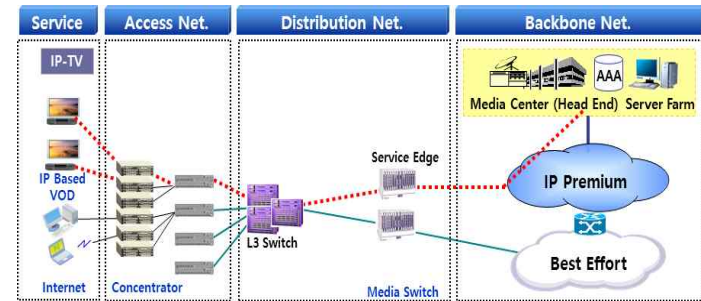 Service
Access Net.
Distribution Net.
Backbone Net.
IP-TV
AAA
Media Center (Head End) Server Farm
Service Edge
IP Based
VOD
IP Premium
L3 Switch
Best Effort
Internet
Concentrator
Media Switch